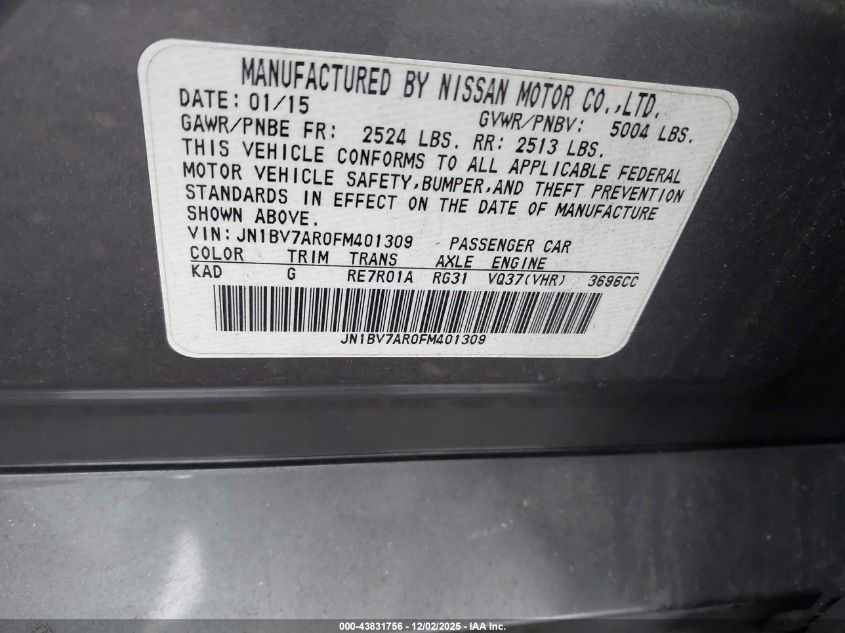 MANUFACTURED BY NISSAN MOTOR CO.,LTD.
DATE: 01/15 GVWR/PNBV: 5004 LBS.
GAWR/PNBE FR: 2524 LBS. RR: 2513 LBS.
THIS VEHICLE CONFORMS TO ALL APPLICABLE FEDERAL
MOTOR VEHICLE SAFETY,BUMPER,AND THEFT PREVENTION
STANDARDS IN EFFECT ON THE DATE OF MANUFACTURE
SHOWN ABOVE.
VIN:JN1BV7AR0FM401309 PASSENGER CAR
COLOR TRIM TRANS AXLE ENGINE
KAD G RE7R01A RG31 VQ37(VHR) 3696CC
JN1BV7AR0FM401309
000-43831756 - 12/02/2025 - IAA Inc.